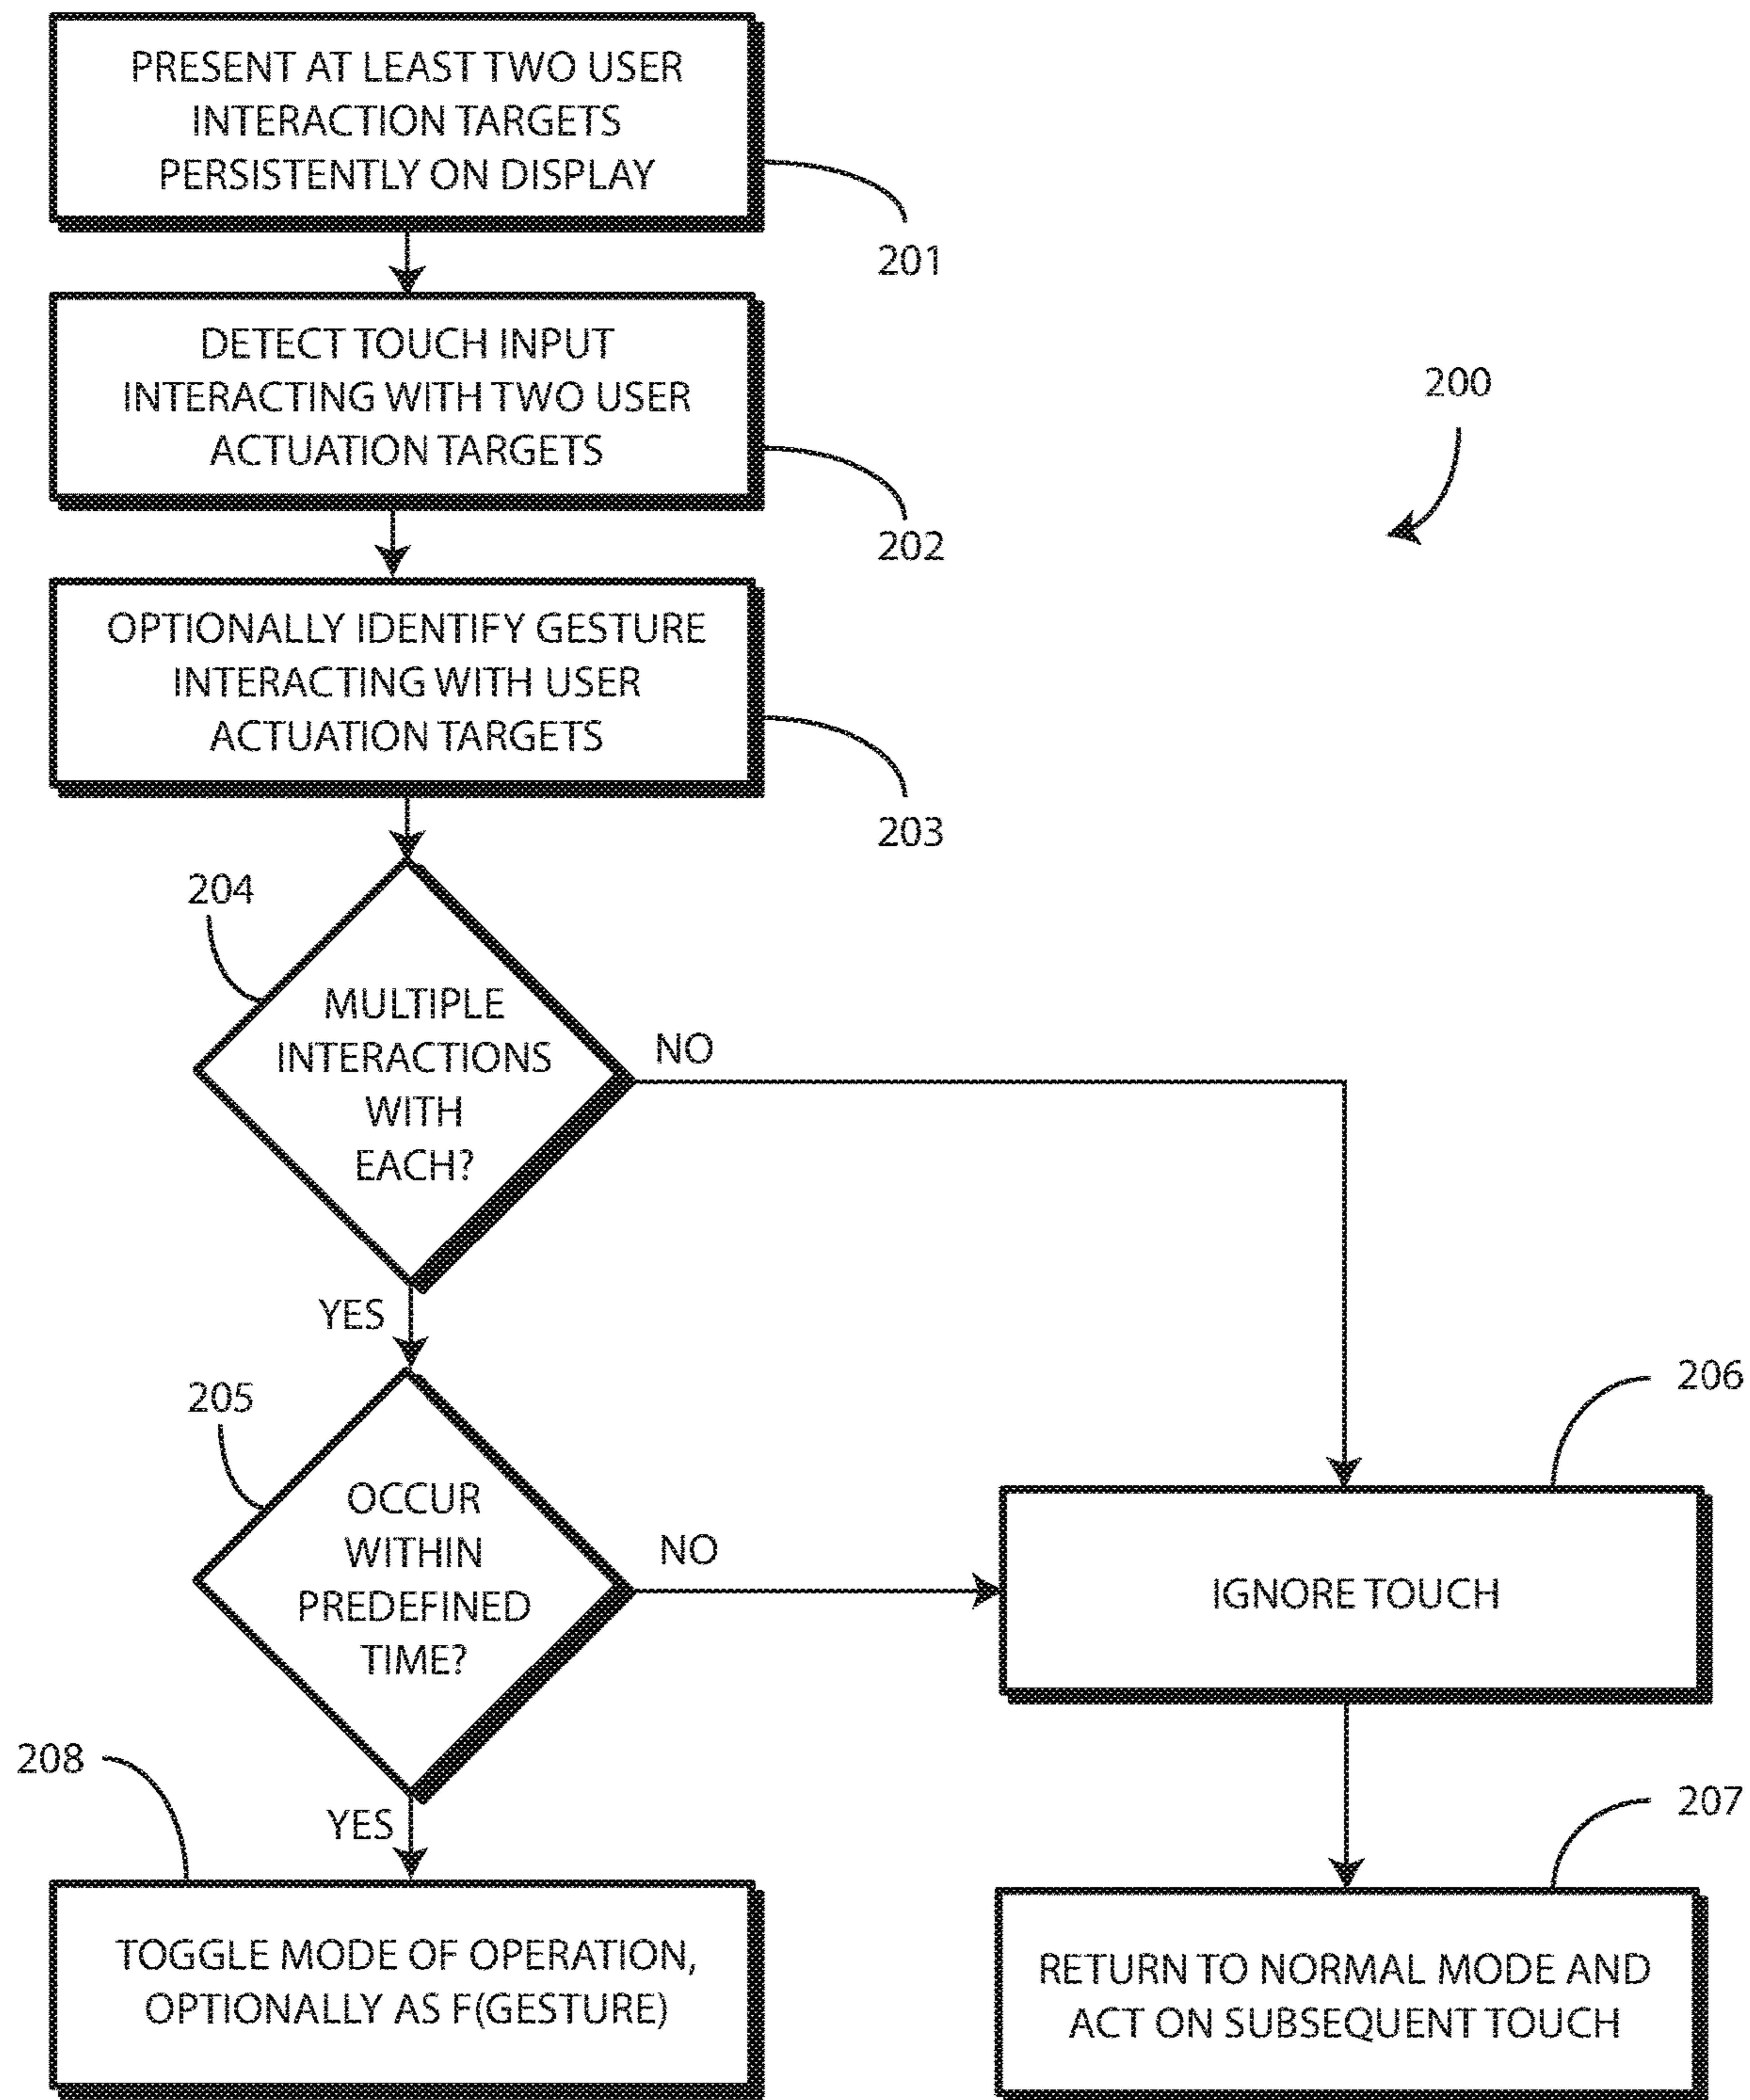 PRESENT AT LEAST TWO USER
INTERACTION TARGETS
PERSISTENTLY ON DISPLAY
201
DETECT TOUCH INPUT
INTERACTING WITH TWO USER
ACTUATION TARGETS
202
200
OPTIONALLY IDENTIFY GESTURE
INTERACTING WITH USER
ACTUATION TARGETS
203
204
MULTIPLE
INTERACTIONS
WITH
EACH?
NO
YES
205
OCCUR
WITHIN
PREDEFINED
TIME?
NO
206
IGNORE TOUCH
YES
208
TOGGLE MODE OF OPERATION,
OPTIONALLY AS F(GESTURE)
207
RETURN TO NORMAL MODE AND
ACT ON SUBSEQUENT TOUCH